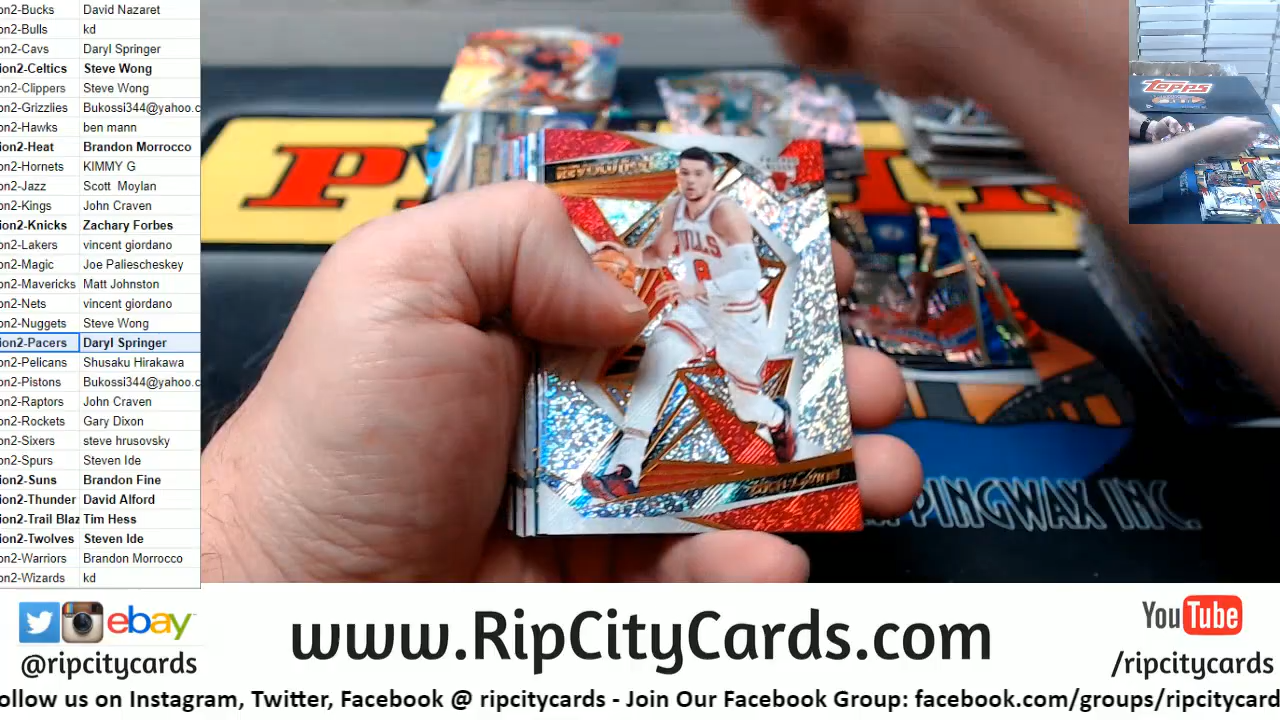 on2-Bucks David Nazaret
on2-Bulls kd
on2-Cavs Daryl Springer
ion2-Celtics Steve Wong
on2-Clippers Steve Wong
on2-Grizzlies Bukossi344@yahoo.c
on2-Hawks ben mann
ion2-Heat Brandon Morrocco
on2-Hornets KIMMY G
on2-Jazz Scott Moylan
on2-Kings John Craven
ion2-Knicks Zachary Forbes
on2-Lakers vincent giordano
on2-Magic Joe Paliescheskey
on2-Mavericks Matt Johnston
on2-Nets vincent giordano
on2-Nuggets Steve Wong
ion2-Pacers Daryl Springer
on2-Pelicans Shusaku Hirakawa
on2-Pistons Bukossi344@yahoo.c
on2-Raptors John Craven
on2-Rockets Gary Dixon
on2-Sixers steve hrusovsky
on2-Spurs Steven Ide
ion2-Suns Brandon Fine
ion2-Thunder David Alford
ion2-Trail Blaz Tim Hess
ion2-Twolves Steven Ide
on2-Warriors Brandon Morrocco
on2-Wizards kd
Topps
REVOLUTION
BULLS
8
Zach LaVine
PPINGWAX INC.
ebay
@ripcitycards
www.RipCityCards.com
YouTube
/ripcitycards
ollow us on Instagram, Twitter, Facebook @ ripcitycards - Join Our Facebook Group: facebook.com/groups/ripcitycard